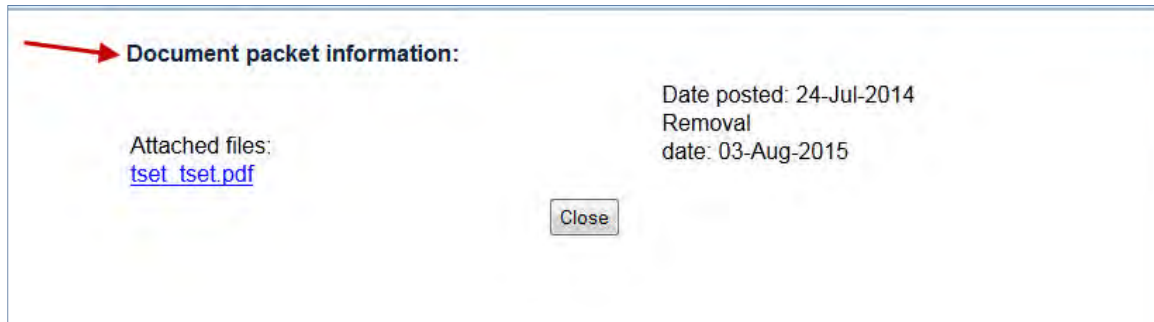 Document packet information:
Date posted: 24-Jul-2014
Removal
date: 03-Aug-2015
Attached files:
tset_tset.pdf
Close